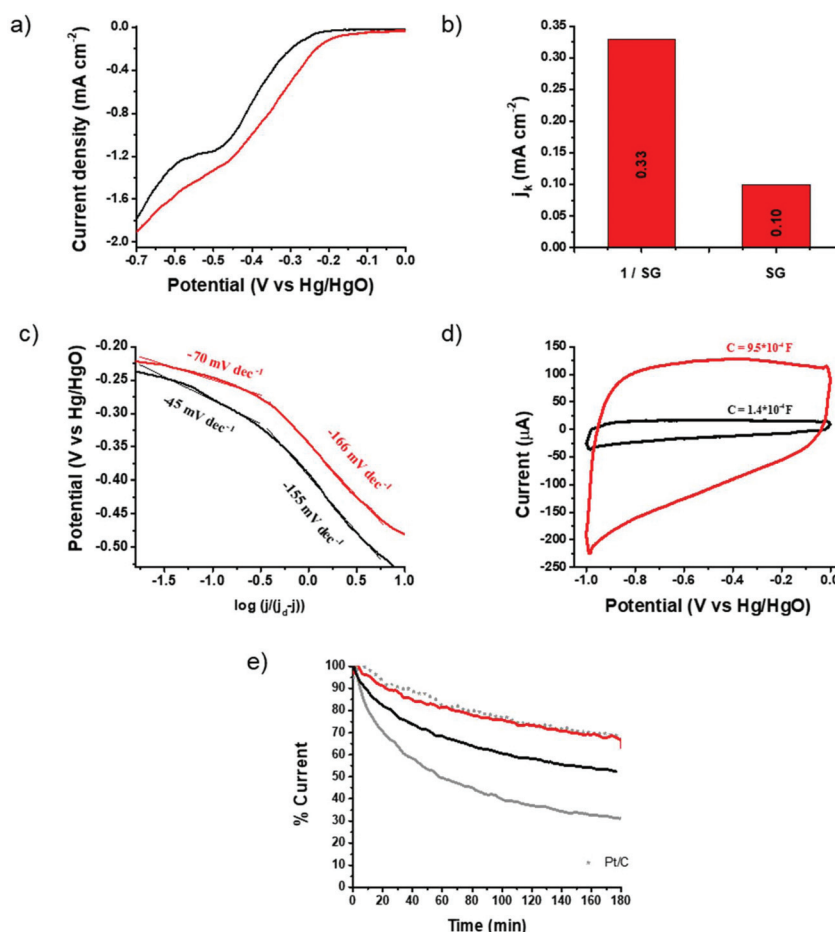 a)
0.0
-0.4
-0.8
-1.2
-1.6
-2.0
Current density (mA cm⁻²)
-0.7 -0.6 -0.5 -0.4 -0.3 -0.2 -0.1 0.0
Potential (V vs Hg/HgO)
b)
0.35
0.30
0.25
0.20
0.15
0.10
0.05
0.00
jₖ (mA cm⁻²)
0.33
0.10
1 / SG SG
c)
-0.20
-0.25
-0.30
-0.35
-0.40
-0.45
-0.50
Potential (V vs Hg/HgO)
-70 mV dec⁻¹
-45 mV dec⁻¹
-166 mV dec⁻¹
-155 mV dec⁻¹
-1.5 -1.0 -0.5 0.0 0.5 1.0
log (j/(j_d-j))
d)
150
100
50
0
-50
-100
-150
-200
-250
Current (µA)
C = 9.5*10⁻⁴ F
C = 1.4*10⁻⁴ F
-1.0 -0.8 -0.6 -0.4 -0.2 0.0
Potential (V vs Hg/HgO)
e)
100
90
80
70
60
50
40
30
20
10
0
% Current
Pt/C
0 20 40 60 80 100 120 140 160 180
Time (min)